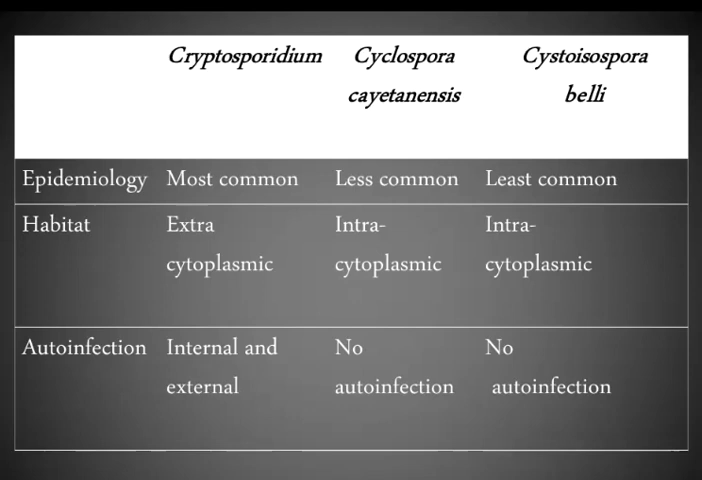 Cryptosporidium Cyclospora Cystoisospora
cayetanensis belli
Epidemiology Most common Less common Least common
Habitat Extra Intra- Intra-
cytoplasmic cytoplasmic cytoplasmic
Autoinfection Internal and No No
external autoinfection autoinfection